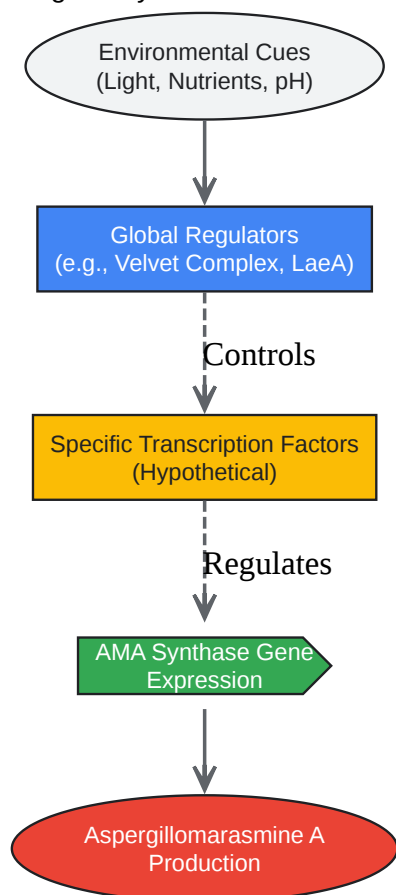 Environmental Cues
(Light, Nutrients, pH)
Global Regulators
(e.g., Velvet Complex, LaeA)
Controls
Specific Transcription Factors
(Hypothetical)
Regulates
AMA Synthase Gene
Expression
Aspergillomarasmine A
Production